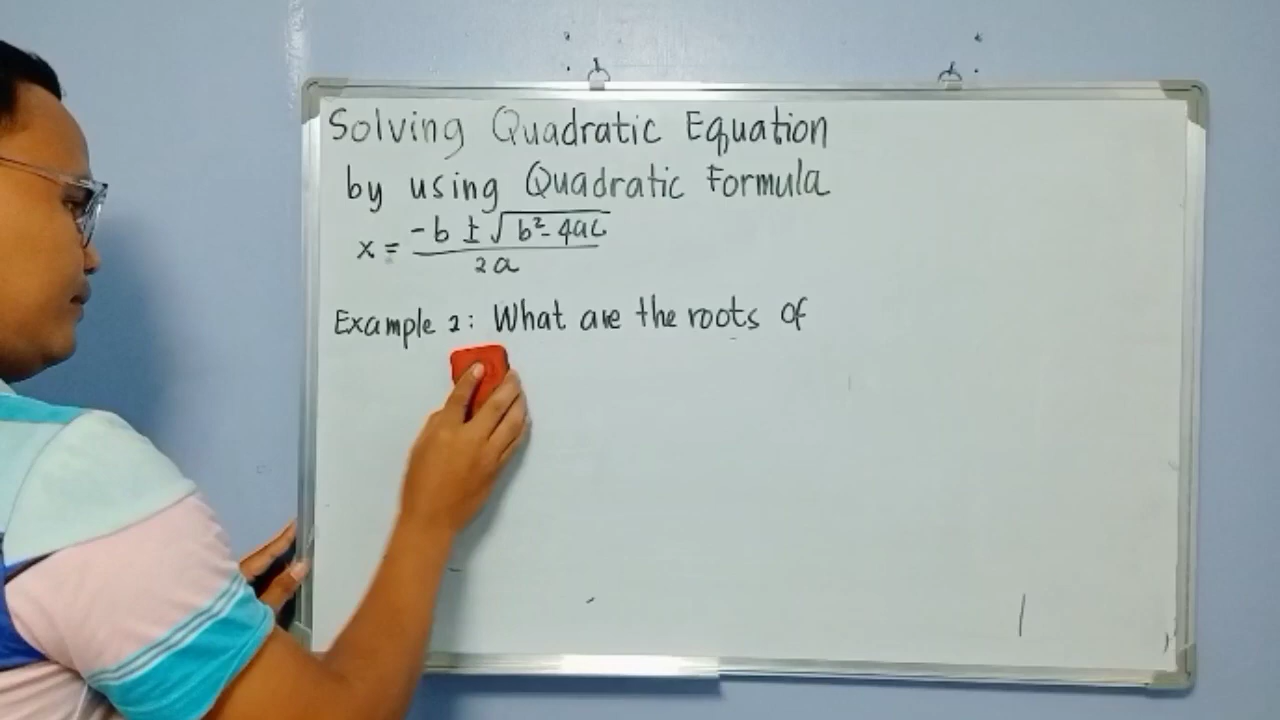 Solving Quadratic Equation
by using Quadratic Formula
x = -b ± √b²-4ac / 2a
Example 2: What are the roots of